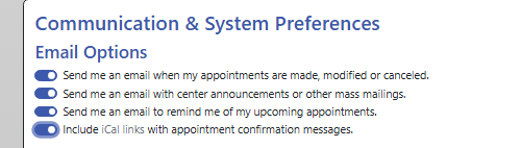 Communication & System Preferences
Email Options
Send me an email when my appointments are made, modified or canceled.
Send me an email with center announcements or other mass mailings.
Send me an email to remind me of my upcoming appointments.
Include iCal links with appointment confirmation messages.